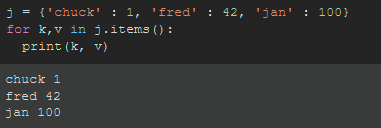 j = {'chuck' : 1, 'fred' : 42, 'jan' : 100}
for k,v in j.items():
  print(k, v)
chuck 1
fred 42
jan 100